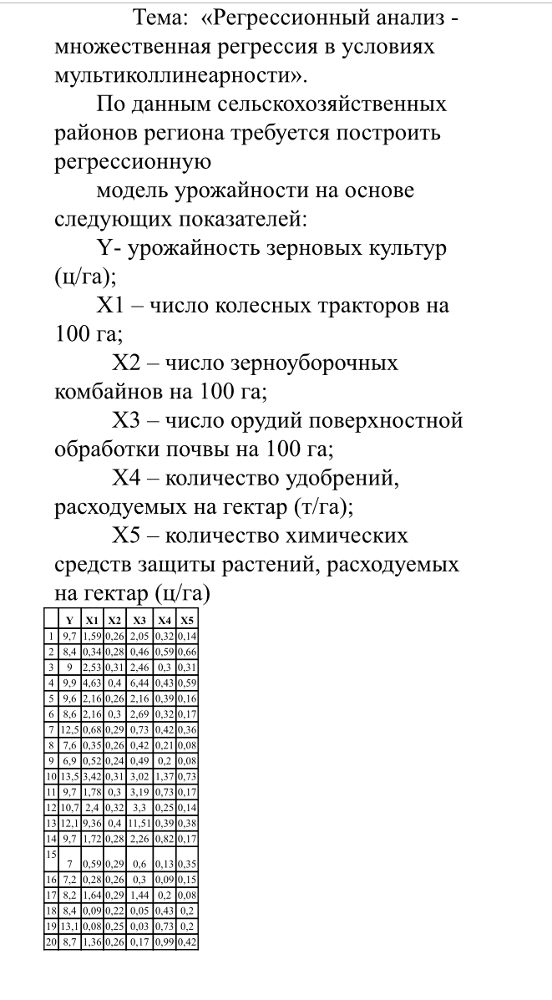 Тема:  «Регрессионный анализ -
множественная регрессия в условиях
мультиколлинеарности».
По данным сельскохозяйственных
районов региона требуется построить
регрессионную
модель урожайности на основе
следующих показателей:
Y- урожайность зерновых культур
(ц/га);
X1 – число колесных тракторов на
100 га;
X2 – число зерноуборочных
комбайнов на 100 га;
X3 – число орудий поверхностной
обработки почвы на 100 га;
X4 – количество удобрений,
расходуемых на гектар (т/га);
X5 – количество химических
средств защиты растений, расходуемых
на гектар (ц/га)
Y X1 X2 X3 X4 X5
1 9,7 1,59 0,26 2,05 0,32 0,14
2 8,4 0,34 0,28 0,46 0,59 0,66
3 9 2,53 0,31 2,46 0,3 0,31
4 9,9 4,63 0,4 6,44 0,43 0,59
5 9,6 2,16 0,26 2,16 0,39 0,16
6 8,6 2,16 0,3 2,69 0,32 0,17
7 12,5 0,68 0,29 0,73 0,42 0,36
8 7,6 0,35 0,26 0,42 0,21 0,08
9 6,9 0,52 0,24 0,49 0,2 0,08
10 13,5 3,42 0,31 3,02 1,37 0,73
11 9,7 1,78 0,3 3,19 0,73 0,17
12 10,7 2,4 0,32 3,3 0,25 0,14
13 12,1 9,36 0,4 11,51 0,39 0,38
14 9,7 1,72 0,28 2,26 0,82 0,17
15 7 0,59 0,29 0,6 0,13 0,35
16 7,2 0,28 0,26 0,3 0,09 0,15
17 8,2 1,64 0,29 1,44 0,2 0,08
18 8,4 0,09 0,22 0,05 0,43 0,2
19 13,1 0,08 0,25 0,03 0,73 0,2
20 8,7 1,36 0,26 0,17 0,99 0,42